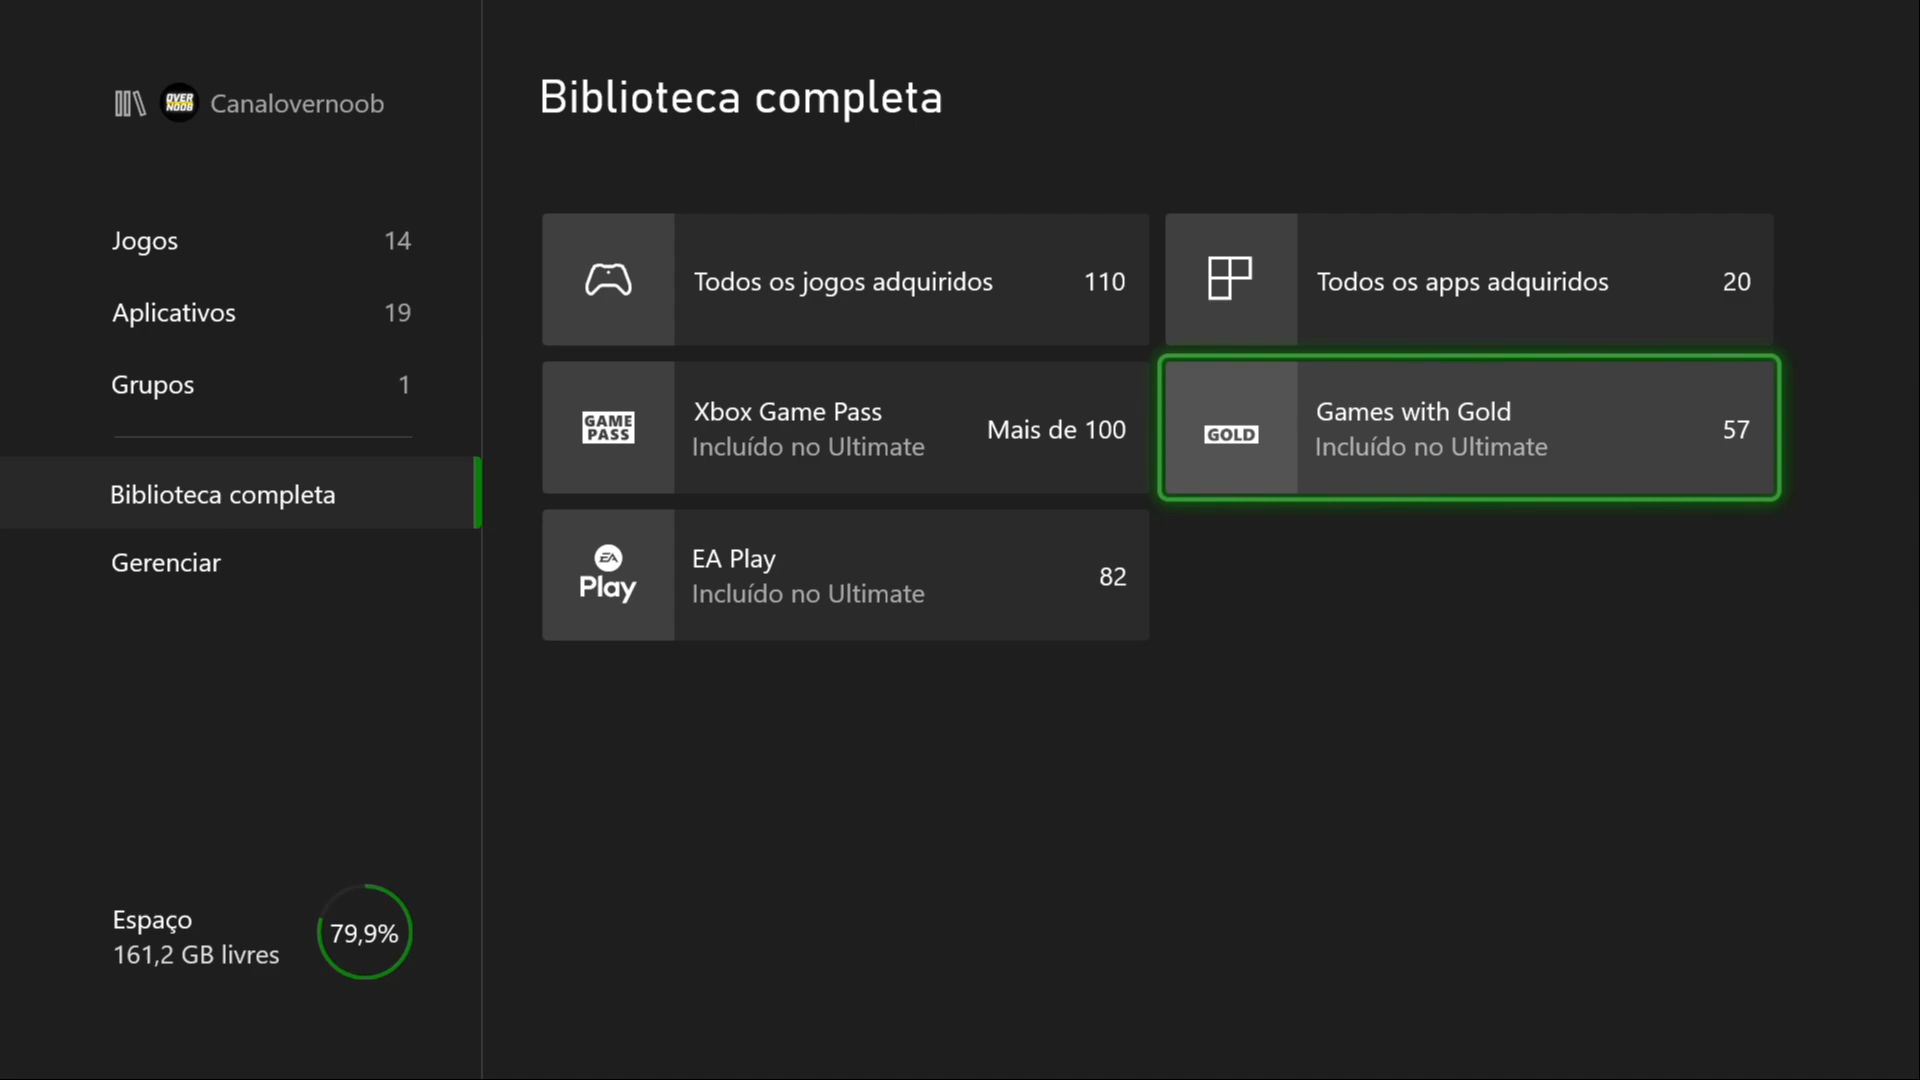 OVER
NOOB
Canalovernoob
Jogos 14
Aplicativos 19
Grupos 1
Biblioteca completa
Gerenciar
Espaço
161,2 GB livres
79,9%
Biblioteca completa
Todos os jogos adquiridos 110
Todos os apps adquiridos 20
GAME
PASS
Xbox Game Pass
Incluído no Ultimate
Mais de 100
GOLD
Games with Gold
Incluído no Ultimate
57
EA
Play
EA Play
Incluído no Ultimate
82